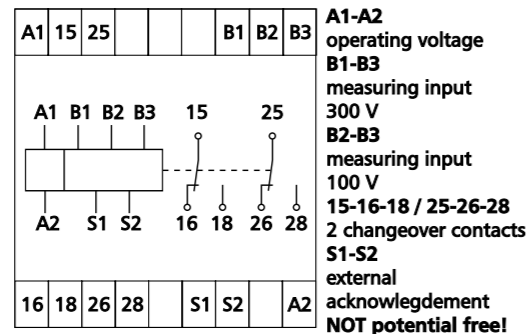 A1 15 25 B1 B2 B3
A1 B1 B2 B3 15 25
A2 S1 S2 16 18 26 28
16 18 26 28 S1 S2 A2
A1-A2
operating voltage
B1-B3
measuring input
300 V
B2-B3
measuring input
100 V
15-16-18 / 25-26-28
2 changeover contacts
S1-S2
external
acknowlegdement
NOT potential free!